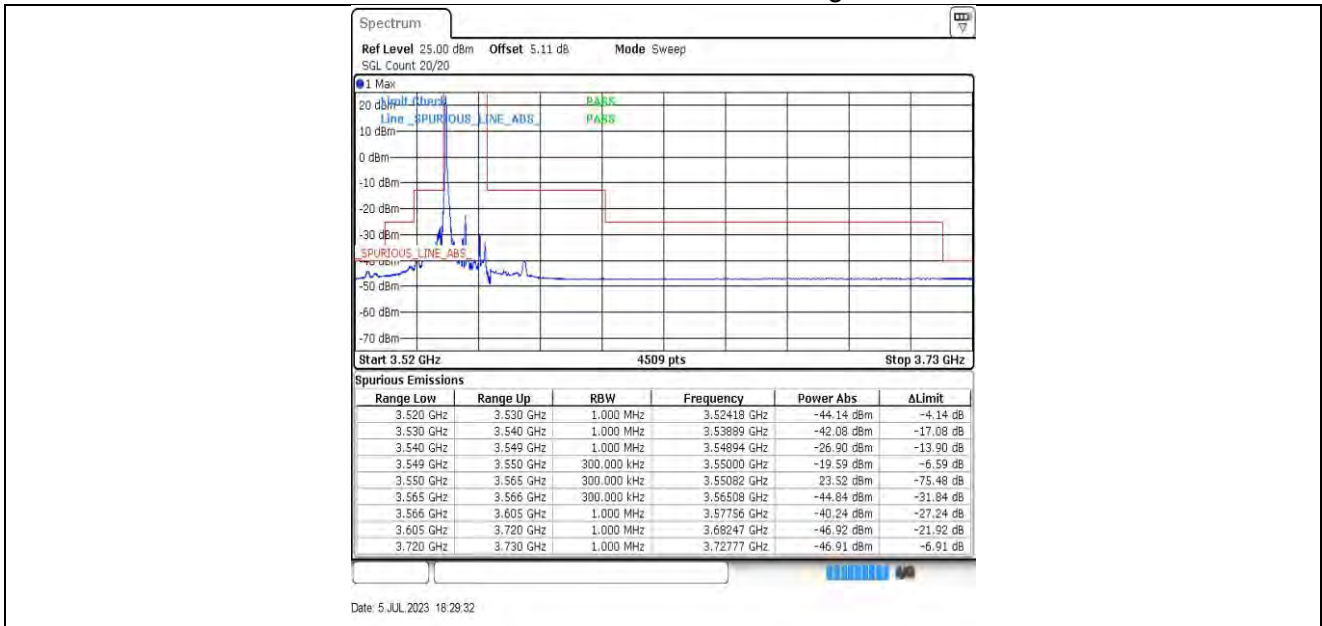 Spectrum
Ref Level 25.00 dBm Offset 5.11 dB Mode Sweep
SGL Count 20/20
1 Max
20 dBm Limit Check PASS
Line _SPURIOUS_LINE_ABS_ PASS
10 dBm
0 dBm
-10 dBm
-20 dBm
-30 dBm
_SPURIOUS_LINE_ABS_
-40 dBm
-50 dBm
-60 dBm
-70 dBm
Start 3.52 GHz 4509 pts Stop 3.73 GHz
Spurious Emissions
Range Low Range Up RBW Frequency Power Abs ΔLimit
3.520 GHz 3.530 GHz 1.000 MHz 3.52418 GHz -44.14 dBm -4.14 dB
3.530 GHz 3.540 GHz 1.000 MHz 3.53889 GHz -42.08 dBm -17.08 dB
3.540 GHz 3.549 GHz 1.000 MHz 3.54894 GHz -26.90 dBm -13.90 dB
3.549 GHz 3.550 GHz 300.000 kHz 3.55000 GHz -19.59 dBm -6.59 dB
3.550 GHz 3.565 GHz 300.000 kHz 3.55082 GHz 23.52 dBm -75.48 dB
3.565 GHz 3.566 GHz 300.000 kHz 3.56508 GHz -44.84 dBm -31.84 dB
3.566 GHz 3.605 GHz 1.000 MHz 3.57756 GHz -40.24 dBm -27.24 dB
3.605 GHz 3.720 GHz 1.000 MHz 3.68247 GHz -46.92 dBm -21.92 dB
3.720 GHz 3.730 GHz 1.000 MHz 3.72777 GHz -46.91 dBm -6.91 dB
Date: 5.JUL.2023 18:29:32